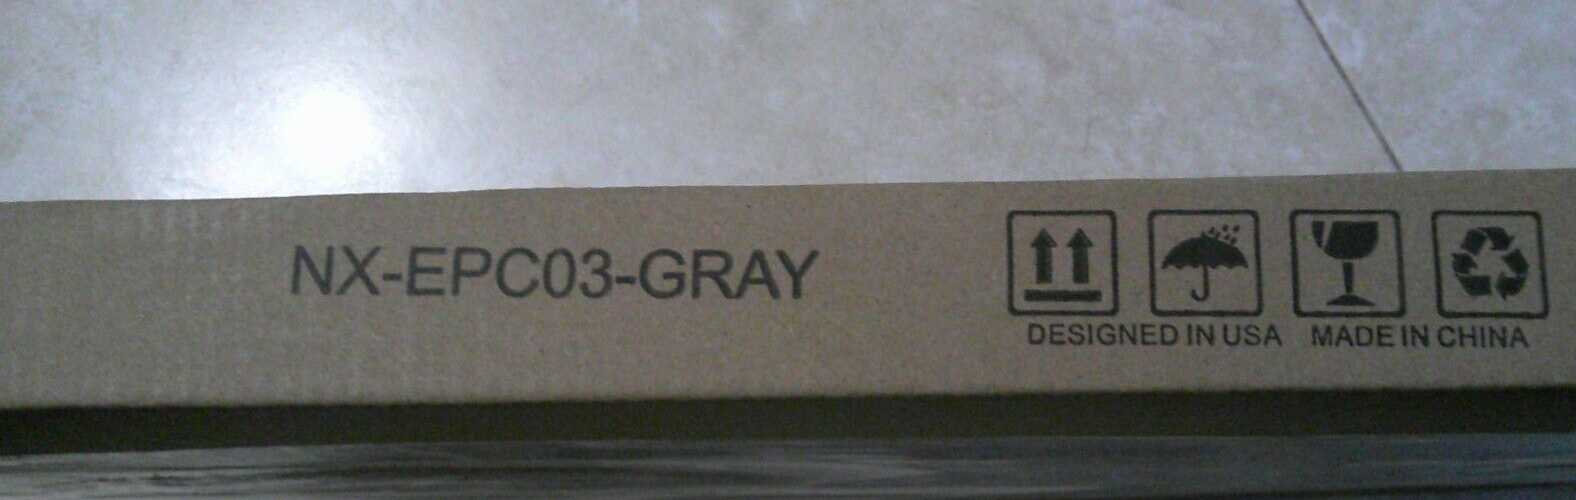 NX-EPC03-GRAY
DESIGNED IN USA MADE IN CHINA